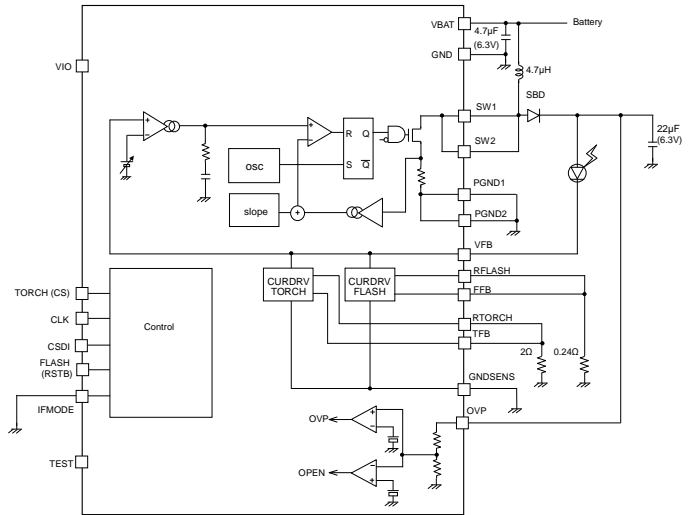 VBAT
Battery
4.7μF
(6.3V)
GND
4.7μH
VIO
SBD
SW1
22μF
(6.3V)
R
Q
S
Q
osc
SW2
slope
PGND1
PGND2
VFB
RFLASH
CURDRV
TORCH
CURDRV
FLASH
FFB
TORCH (CS)
CLK
Control
RTORCH
CSDI
TFB
2Ω
0.24Ω
FLASH
(RSTB)
GNDSENS
IFMODE
OVP
OVP
TEST
OPEN
+
−
+
−
+
+
−
−
+